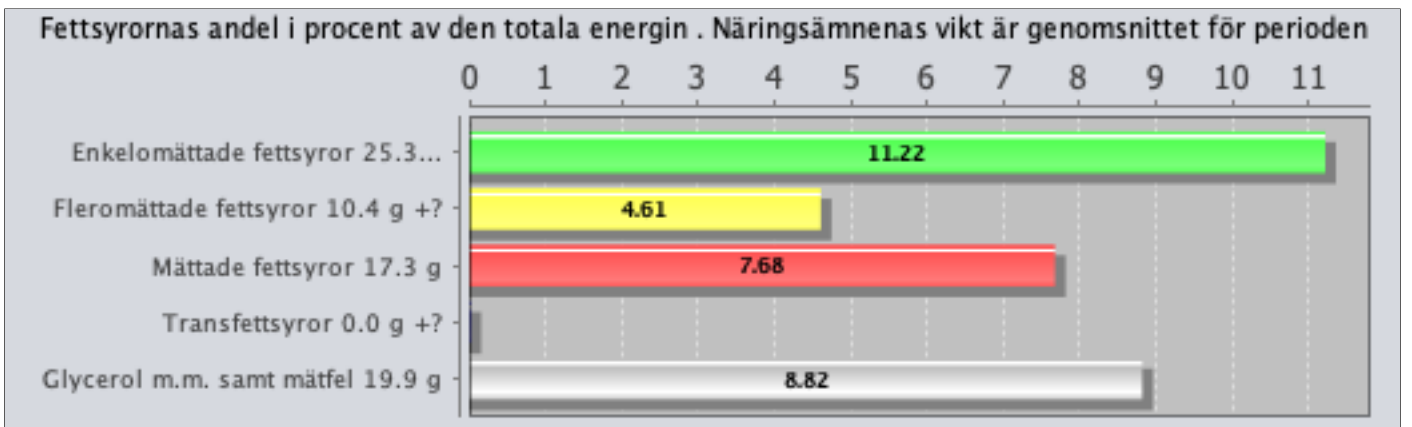 Fettsyrornas andel i procent av den totala energin . Näringsämnenas vikt är genomsnittet för perioden
0 1 2 3 4 5 6 7 8 9 10 11
Enkelomättade fettsyror 25.3... 11.22
Fleromättade fettsyror 10.4 g +? 4.61
Mättade fettsyror 17.3 g 7.68
Transfettsyror 0.0 g +?
Glycerol m.m. samt mätfel 19.9 g 8.82